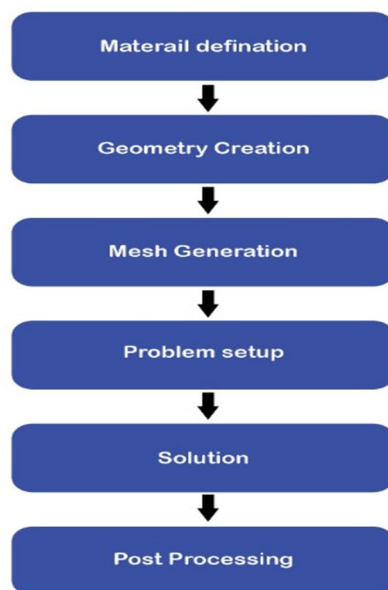 Materail defination
Geometry Creation
Mesh Generation
Problem setup
Solution
Post Processing